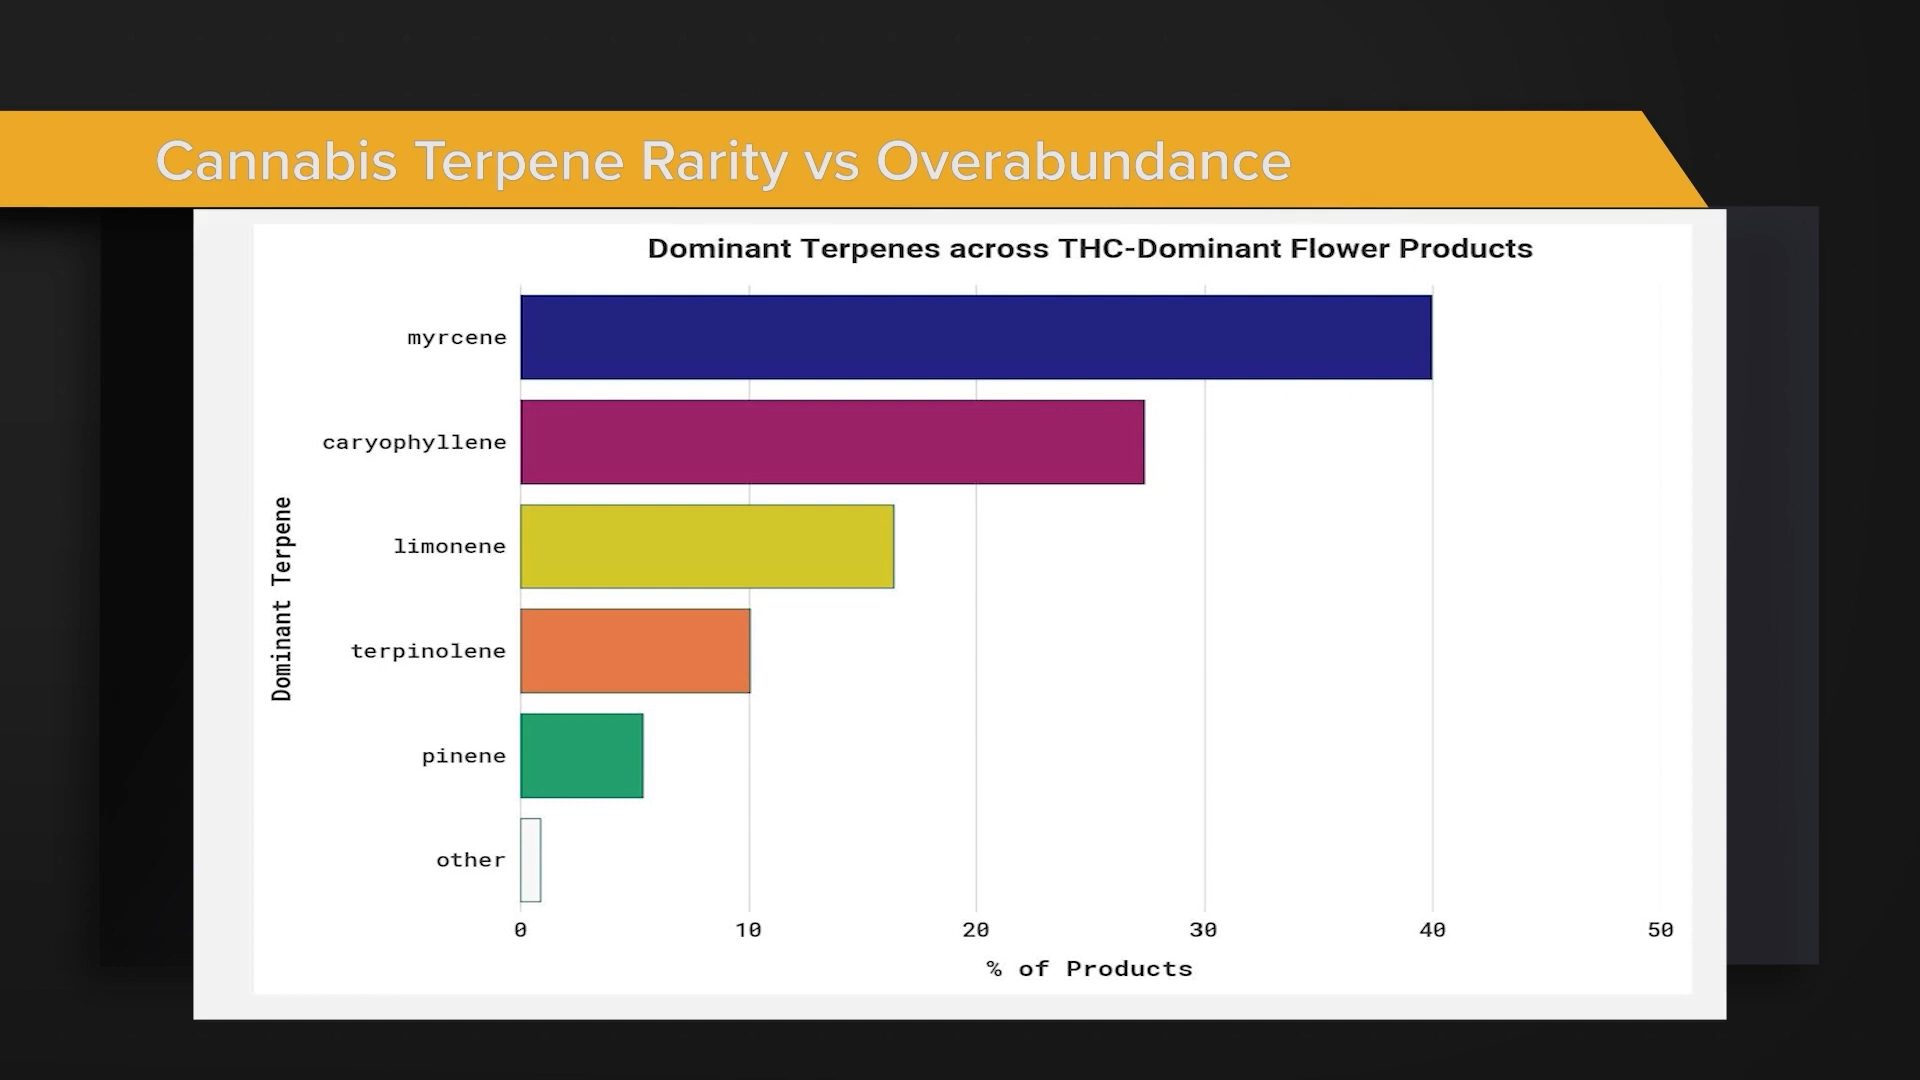 Cannabis Terpene Rarity vs Overabundance
Dominant Terpenes across THC-Dominant Flower Products
Dominant Terpene
myrcene
caryophyllene
limonene
terpinolene
pinene
other
0 10 20 30 40 50
% of Products